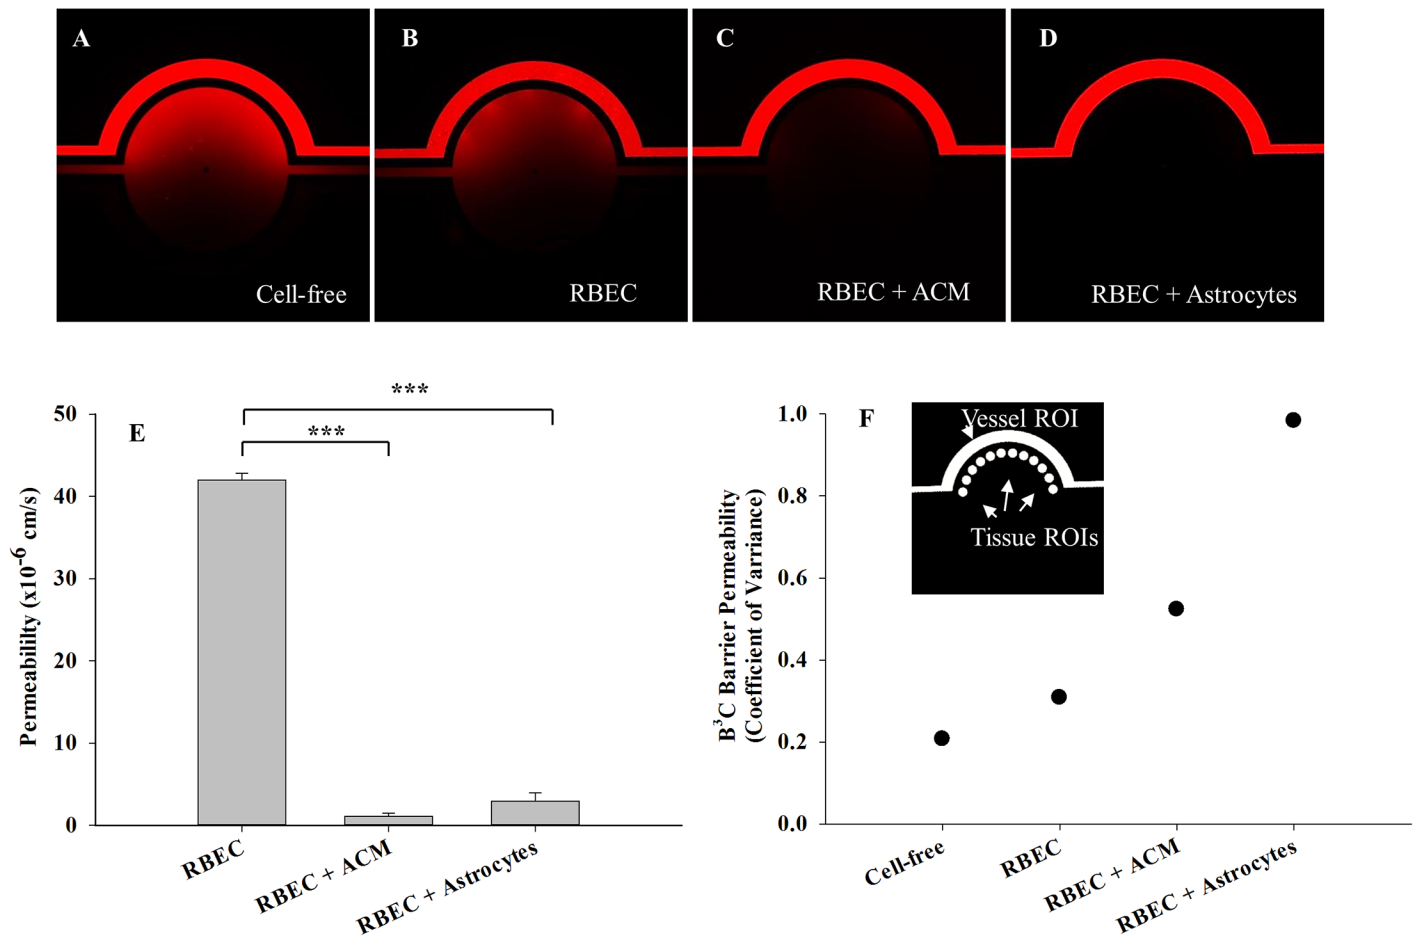 A
B
C
D
Cell-free
RBEC
RBEC + ACM
RBEC + Astrocytes
E
***
***
50
40
30
20
10
0
Permeabililty (x10-6 cm/s)
RBEC
RBEC + ACM
RBEC + Astrocytes
F
Vessel ROI
Tissue ROIs
1.0
0.8
0.6
0.4
0.2
0.0
B3C Barrier Permeability
(Coefficient of Varriance)
Cell-free
RBEC
RBEC + ACM
RBEC + Astrocytes